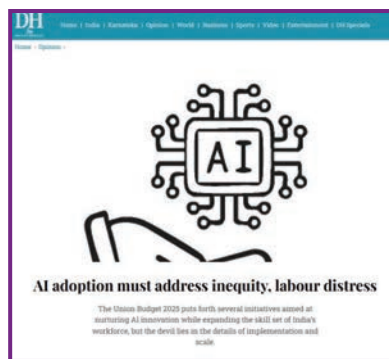 DH
Home | India | Karnataka | Opinion | World | Business | Sports | Video | Entertainment | DH Specials
Home > Opinion >
AI
AI adoption must address inequity, labour distress
The Union Budget 2025 puts forth several initiatives aimed at
nurturing AI innovation while expanding the skill set of India's
workforce, but the devil lies in the details of implementation and
scale.